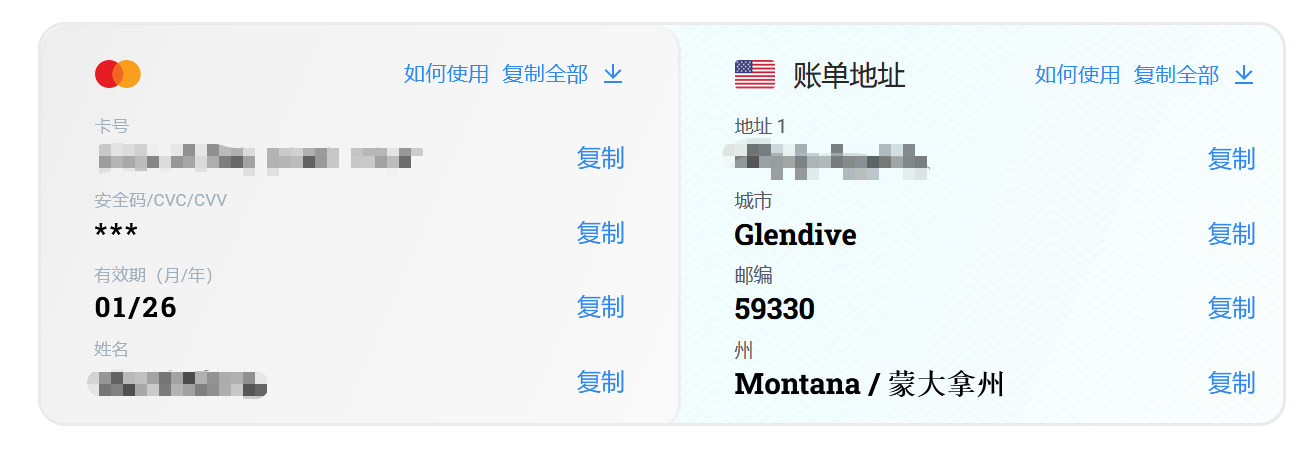 如何使用 复制全部
卡号
复制
安全码/CVC/CVV
***
复制
有效期（月/年）
01/26
复制
姓名
复制
账单地址
如何使用 复制全部
地址 1
复制
城市
Glendive
复制
邮编
59330
复制
州
Montana / 蒙大拿州
复制